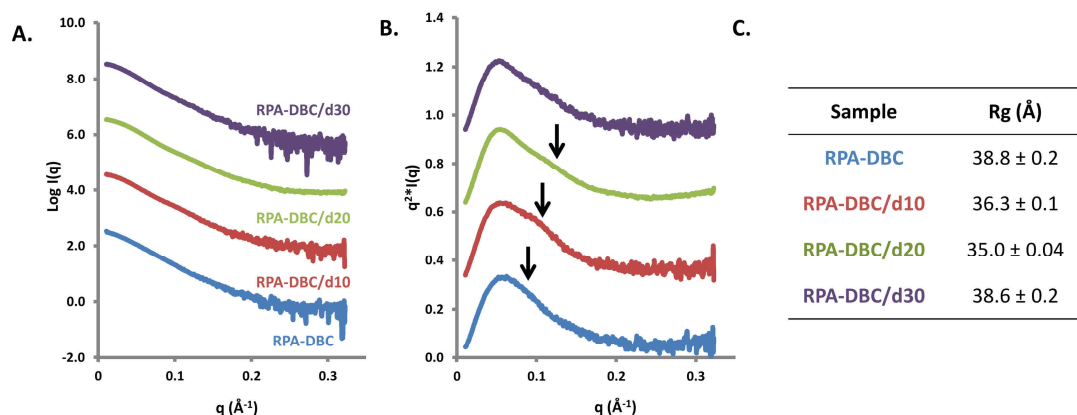 A.
10.0
8.0
6.0
4.0
2.0
0.0
-2.0
Log I(q)
RPA-DBC/d30
RPA-DBC/d20
RPA-DBC/d10
RPA-DBC
0
0.1
0.2
0.3
q (Å⁻¹)
B.
1.4
1.2
1.0
0.8
0.6
0.4
0.2
0.0
q²*I(q)
0
0.1
0.2
0.3
q (Å⁻¹)
C.
Sample Rg (Å)
RPA-DBC 38.8 ± 0.2
RPA-DBC/d10 36.3 ± 0.1
RPA-DBC/d20 35.0 ± 0.04
RPA-DBC/d30 38.6 ± 0.2